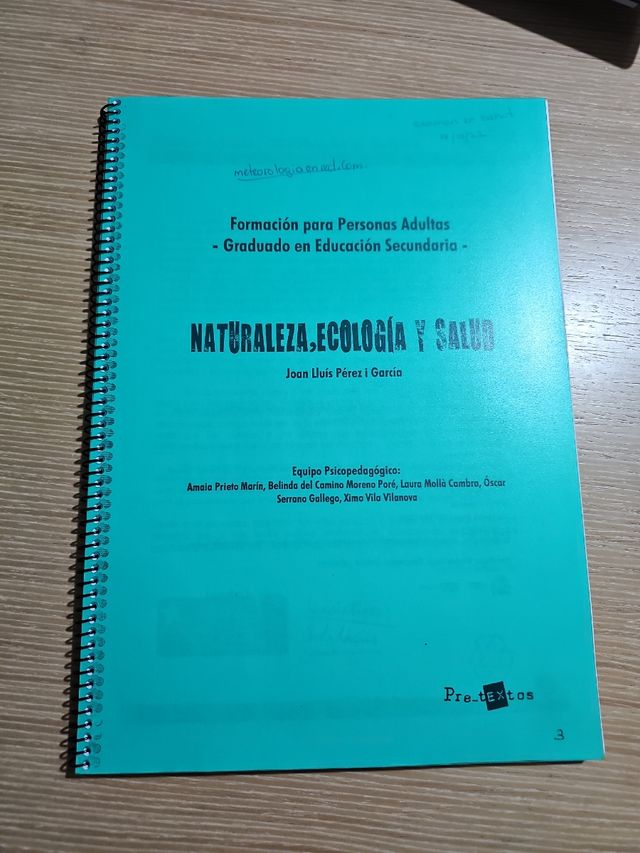 meteorologiaenred.com
Formación para Personas Adultas
- Graduado en Educación Secundaria -
NATURALEZA,ECOLOGÍA Y SALUD
Joan Lluís Pérez i García
Equipo Psicopedagógico:
Amaia Prieto Marín, Belinda del Camino Moreno Poré, Laura Mollà Cambra, Óscar
Serrano Gallego, Ximo Vila Vilanova
Pre_tEXtos
3